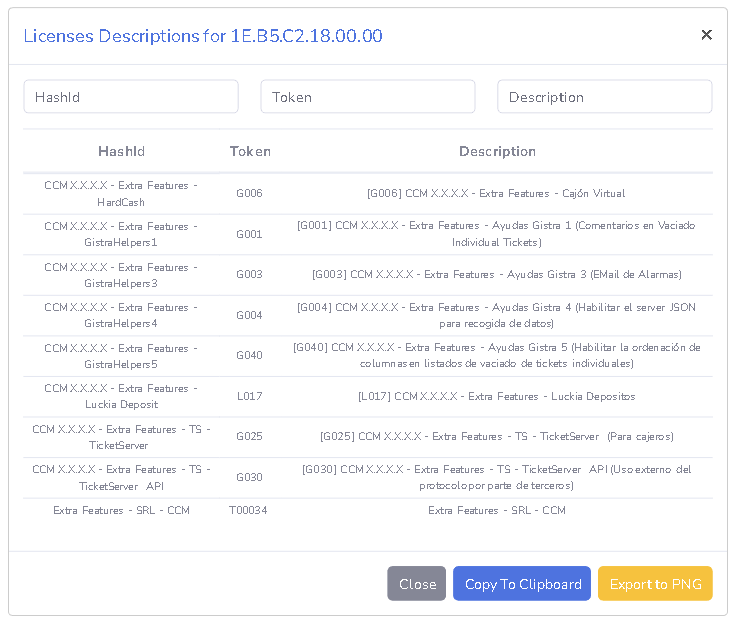 Licenses Descriptions for 1E.B5.C2.18.00.00
×
HashId
Token
Description
HashId Token Description
CCM X.X.X.X - Extra Features -
HardCash
G006
[G006] CCM X.X.X.X - Extra Features - Cajón Virtual
CCM X.X.X.X - Extra Features -
GistraHelpers1
G001
[G001] CCM X.X.X.X - Extra Features - Ayudas Gistra 1 (Comentarios en Vaciado
Individual Tickets)
CCM X.X.X.X - Extra Features -
GistraHelpers3
G003
[G003] CCM X.X.X.X - Extra Features - Ayudas Gistra 3 (EMail de Alarmas)
CCM X.X.X.X - Extra Features -
GistraHelpers4
G004
[G004] CCM X.X.X.X - Extra Features - Ayudas Gistra 4 (Habilitar el server JSON
para recogida de datos)
CCM X.X.X.X - Extra Features -
GistraHelpers5
G040
[G040] CCM X.X.X.X - Extra Features - Ayudas Gistra 5 (Habilitar la ordenación de
columnas en listados de vaciado de tickets individuales)
CCM X.X.X.X - Extra Features -
Luckia Deposit
L017
[L017] CCM X.X.X.X - Extra Features - Luckia Depositos
CCM X.X.X.X - Extra Features - TS -
TicketServer
G025
[G025] CCM X.X.X.X - Extra Features - TS - TicketServer (Para cajeros)
CCM X.X.X.X - Extra Features - TS -
TicketServer API
G030
[G030] CCM X.X.X.X - Extra Features - TS - TicketServer API (Uso externo del
protocolo por parte de terceros)
Extra Features - SRL - CCM
T00034
Extra Features - SRL - CCM
Close
Copy To Clipboard
Export to PNG